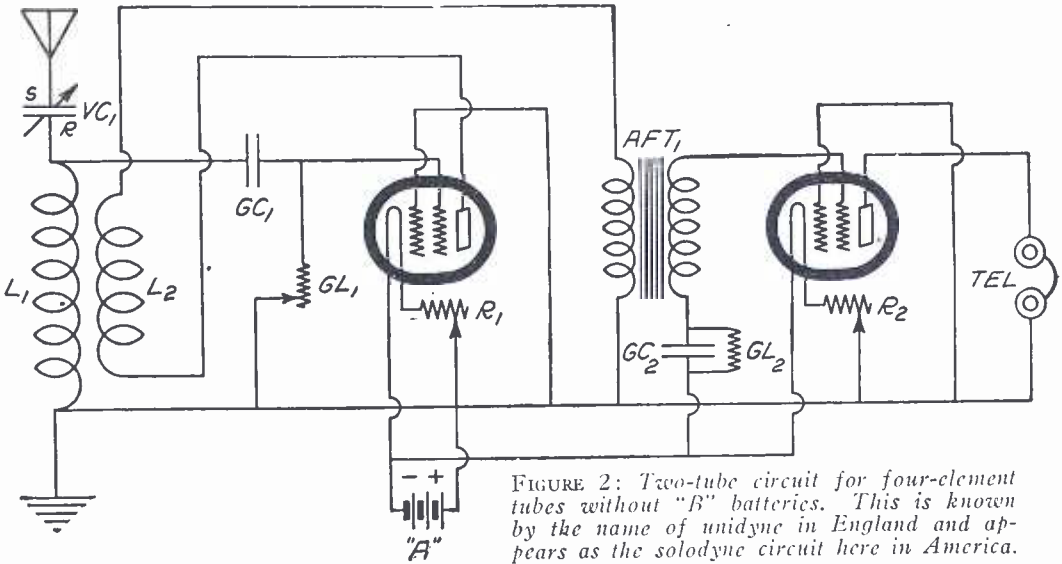 S
VC1
R
GC1
AFT1
L1
L2
GL1
R1
R2
TEL
GC2
GL2
- +
"A"
FIGURE 2: Two-tube circuit for four-element
tubes without "B" batteries. This is known
by the name of unidyne in England and ap-
pears as the solodyne circuit here in America.